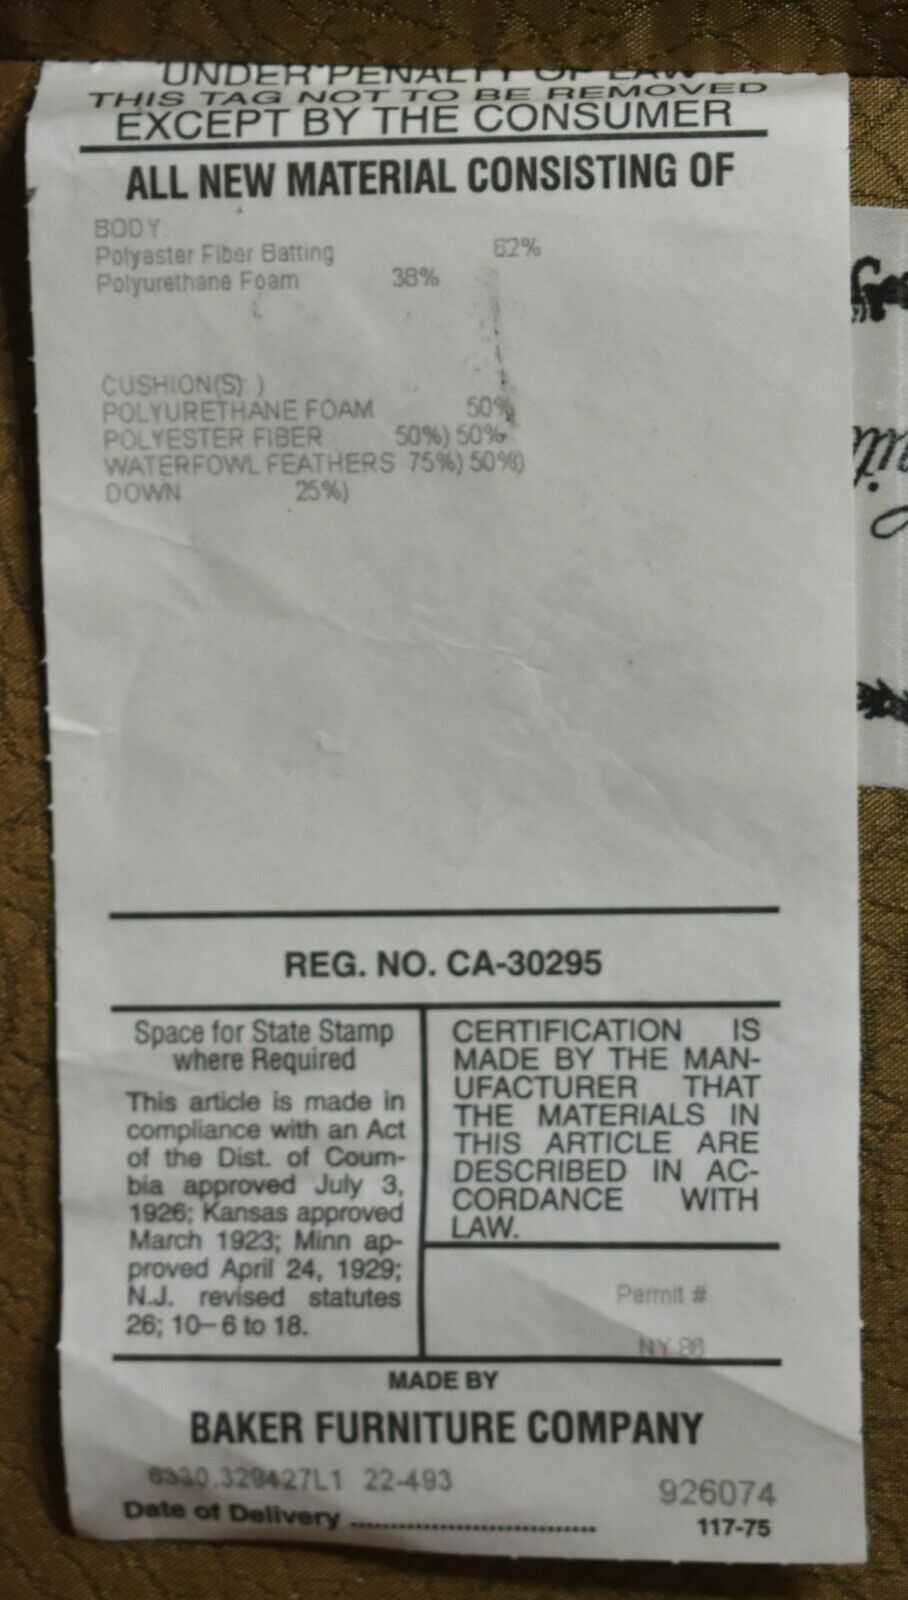 UNDER PENALTY OF LAW
THIS TAG NOT TO BE REMOVED
EXCEPT BY THE CONSUMER
ALL NEW MATERIAL CONSISTING OF
BODY:
Polyester Fiber Batting 62%
Polyurethane Foam 38%
CUSHION(S) )
POLYURETHANE FOAM 50%
POLYESTER FIBER 50%) 50%
WATERFOWL FEATHERS 75%) 50%)
DOWN 25%)
REG. NO. CA-30295
Space for State Stamp
where Required
This article is made in
compliance with an Act
of the Dist. of Coum-
bia approved July 3,
1926; Kansas approved
March 1923; Minn ap-
proved April 24, 1929;
N.J. revised statutes
26; 10-6 to 18.
CERTIFICATION IS
MADE BY THE MAN-
UFACTURER THAT
THE MATERIALS IN
THIS ARTICLE ARE
DESCRIBED IN AC-
CORDANCE WITH
LAW.
Permit #
NY 86
MADE BY
BAKER FURNITURE COMPANY
6330.329427L1 22-493
926074
Date of Delivery ..............................
117-75